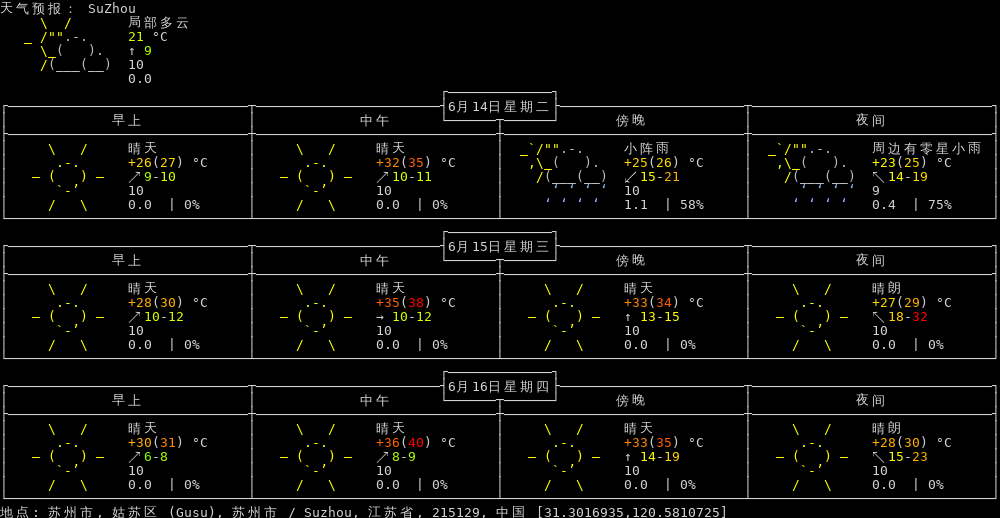 天气预报： SuZhou
局部多云
21 °C
↑ 9
10
0.0
6月14日星期二
早上 中午 傍晚 夜间
晴天 晴天 小阵雨 周边有零星小雨
+26(27) °C +32(35) °C +25(26) °C +23(25) °C
↗ 9-10 ↗ 10-11 ↙ 15-21 ↖ 14-19
10 10 10 9
0.0 | 0% 0.0 | 0% 1.1 | 58% 0.4 | 75%
6月15日星期三
早上 中午 傍晚 夜间
晴天 晴天 晴天 晴朗
+28(30) °C +35(38) °C +33(34) °C +27(29) °C
↗ 10-12 → 10-12 ↑ 13-15 ↖ 18-32
10 10 10 10
0.0 | 0% 0.0 | 0% 0.0 | 0% 0.0 | 0%
6月16日星期四
早上 中午 傍晚 夜间
晴天 晴天 晴天 晴朗
+30(31) °C +36(40) °C +33(35) °C +28(30) °C
↗ 6-8 ↗ 8-9 ↑ 14-19 ↖ 15-23
10 10 10 10
0.0 | 0% 0.0 | 0% 0.0 | 0% 0.0 | 0%
地点: 苏州市, 姑苏区 (Gusu), 苏州市 / Suzhou, 江苏省, 215129, 中国 [31.3016935,120.5810725]